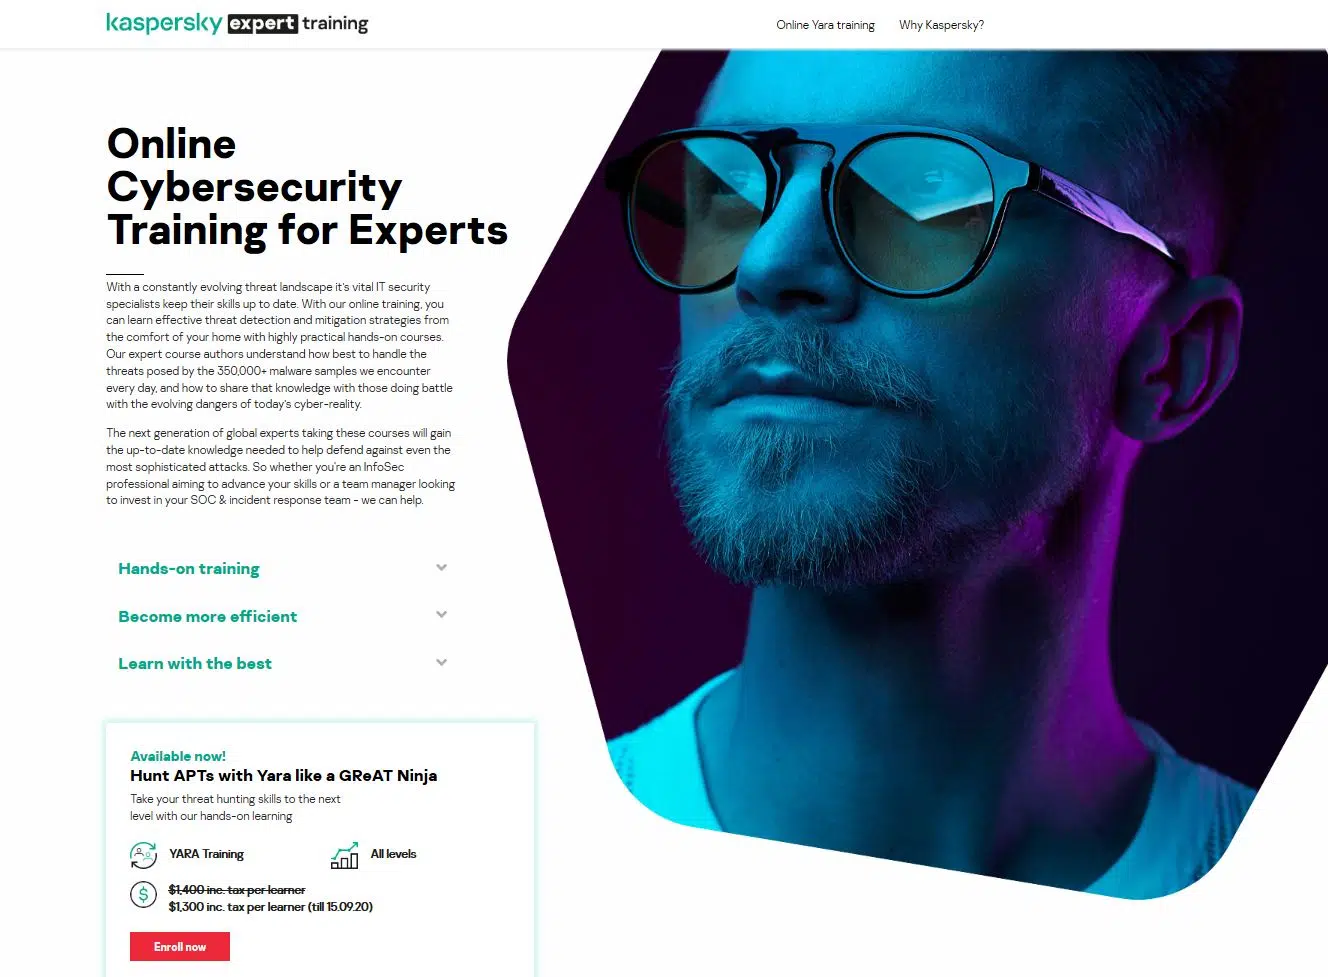 kaspersky expert training
Online Yara training
Why Kaspersky?
Online
Cybersecurity
Training for Experts
With a constantly evolving threat landscape it's vital IT security
specialists keep their skills up to date. With our online training, you
can learn effective threat detection and mitigation strategies from
the comfort of your home with highly practical hands-on courses.
Our expert course authors understand how best to handle the
threats posed by the 350,000+ malware samples we encounter
every day, and how to share that knowledge with those doing battle
with the evolving dangers of today's cyber-reality.
The next generation of global experts taking these courses will gain
the up-to-date knowledge needed to help defend against even the
most sophisticated attacks. So whether you're an InfoSec
professional aiming to advance your skills or a team manager looking
to invest in your SOC & incident response team - we can help.
Hands-on training
Become more efficient
Learn with the best
Available now!
Hunt APTs with Yara like a GReAT Ninja
Take your threat hunting skills to the next
level with our hands-on learning
YARA Training
All levels
$1,400 inc. tax per learner
$1,300 inc. tax per learner (till 15.09.20)
Enroll now